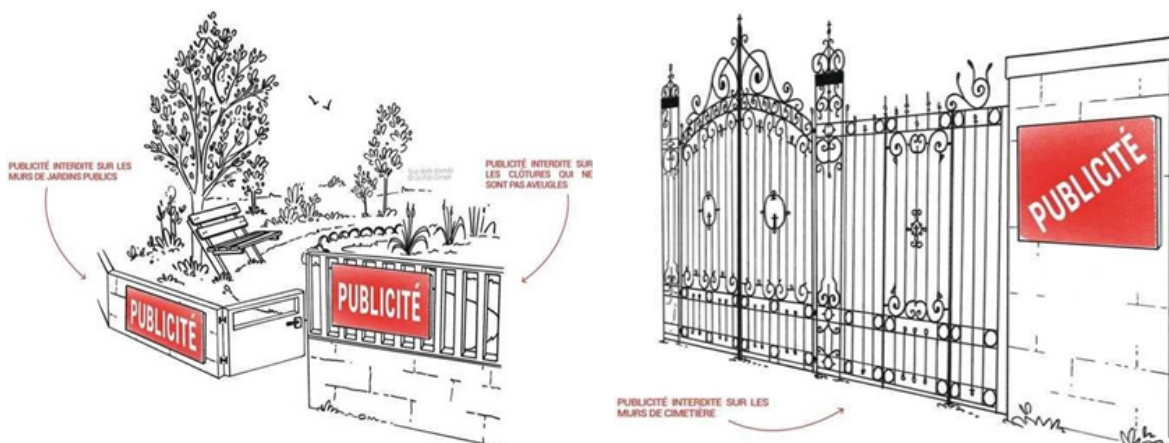 PUBLICITÉ INTERDITE SUR LES
MURS DE JARDINS PUBLICS
PUBLICITÉ INTERDITE SUR
LES CLÔTURES QUI NE
SONT PAS AVEUGLES
PUBLICITÉ
PUBLICITÉ
PUBLICITÉ
PUBLICITÉ INTERDITE SUR LES
MURS DE CIMETIÈRE